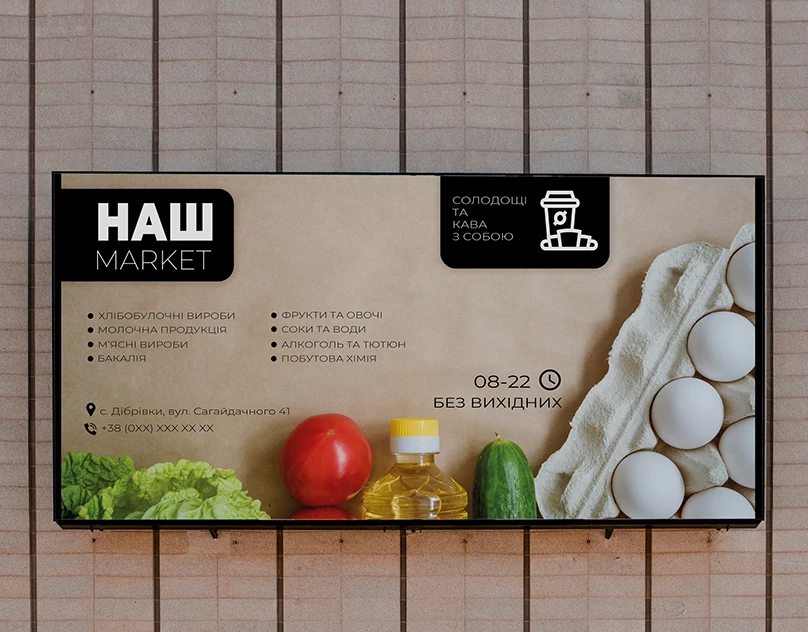 НАШ
MARKET
СОЛОДОЩІ
ТА
КАВА
З СОБОЮ
ХЛІБОБУЛОЧНІ ВИРОБИ
МОЛОЧНА ПРОДУКЦІЯ
М'ЯСНІ ВИРОБИ
БАКАЛІЯ
ФРУКТИ ТА ОВОЧІ
СОКИ ТА ВОДИ
АЛКОГОЛЬ ТА ТЮТЮН
ПОБУТОВА ХІМІЯ
08-22
БЕЗ ВИХІДНИХ
с. Дібрівки, вул. Сагайдачного 41
+38 (0XX) XXX XX XX